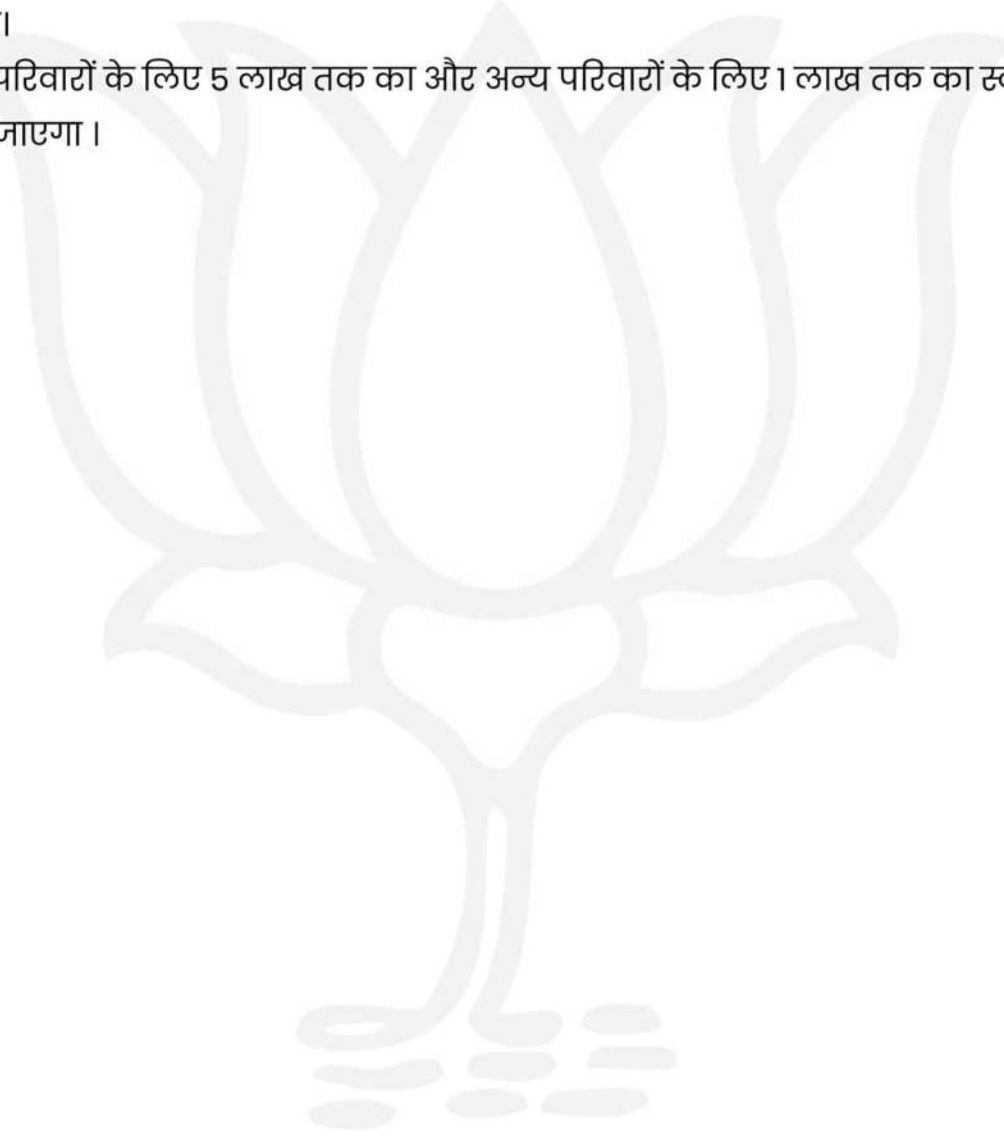 परिवारों के लिए 5 लाख तक का और अन्य परिवारों के लिए 1 लाख तक का
जाएगा ।